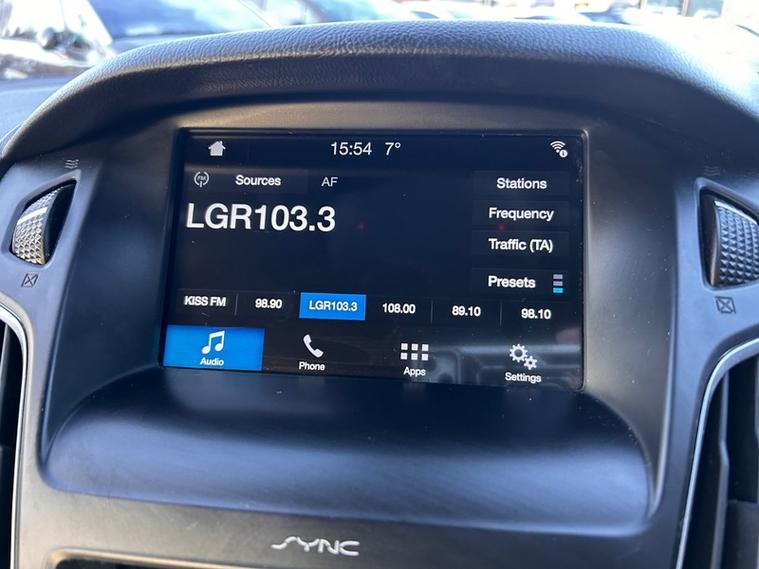 15:54 7°
FM Sources AF Stations
LGR103.3 Frequency
Traffic (TA)
Presets
KISS FM 98.90 LGR103.3 108.00 89.10 98.10
Audio Phone Apps Settings
SYNC